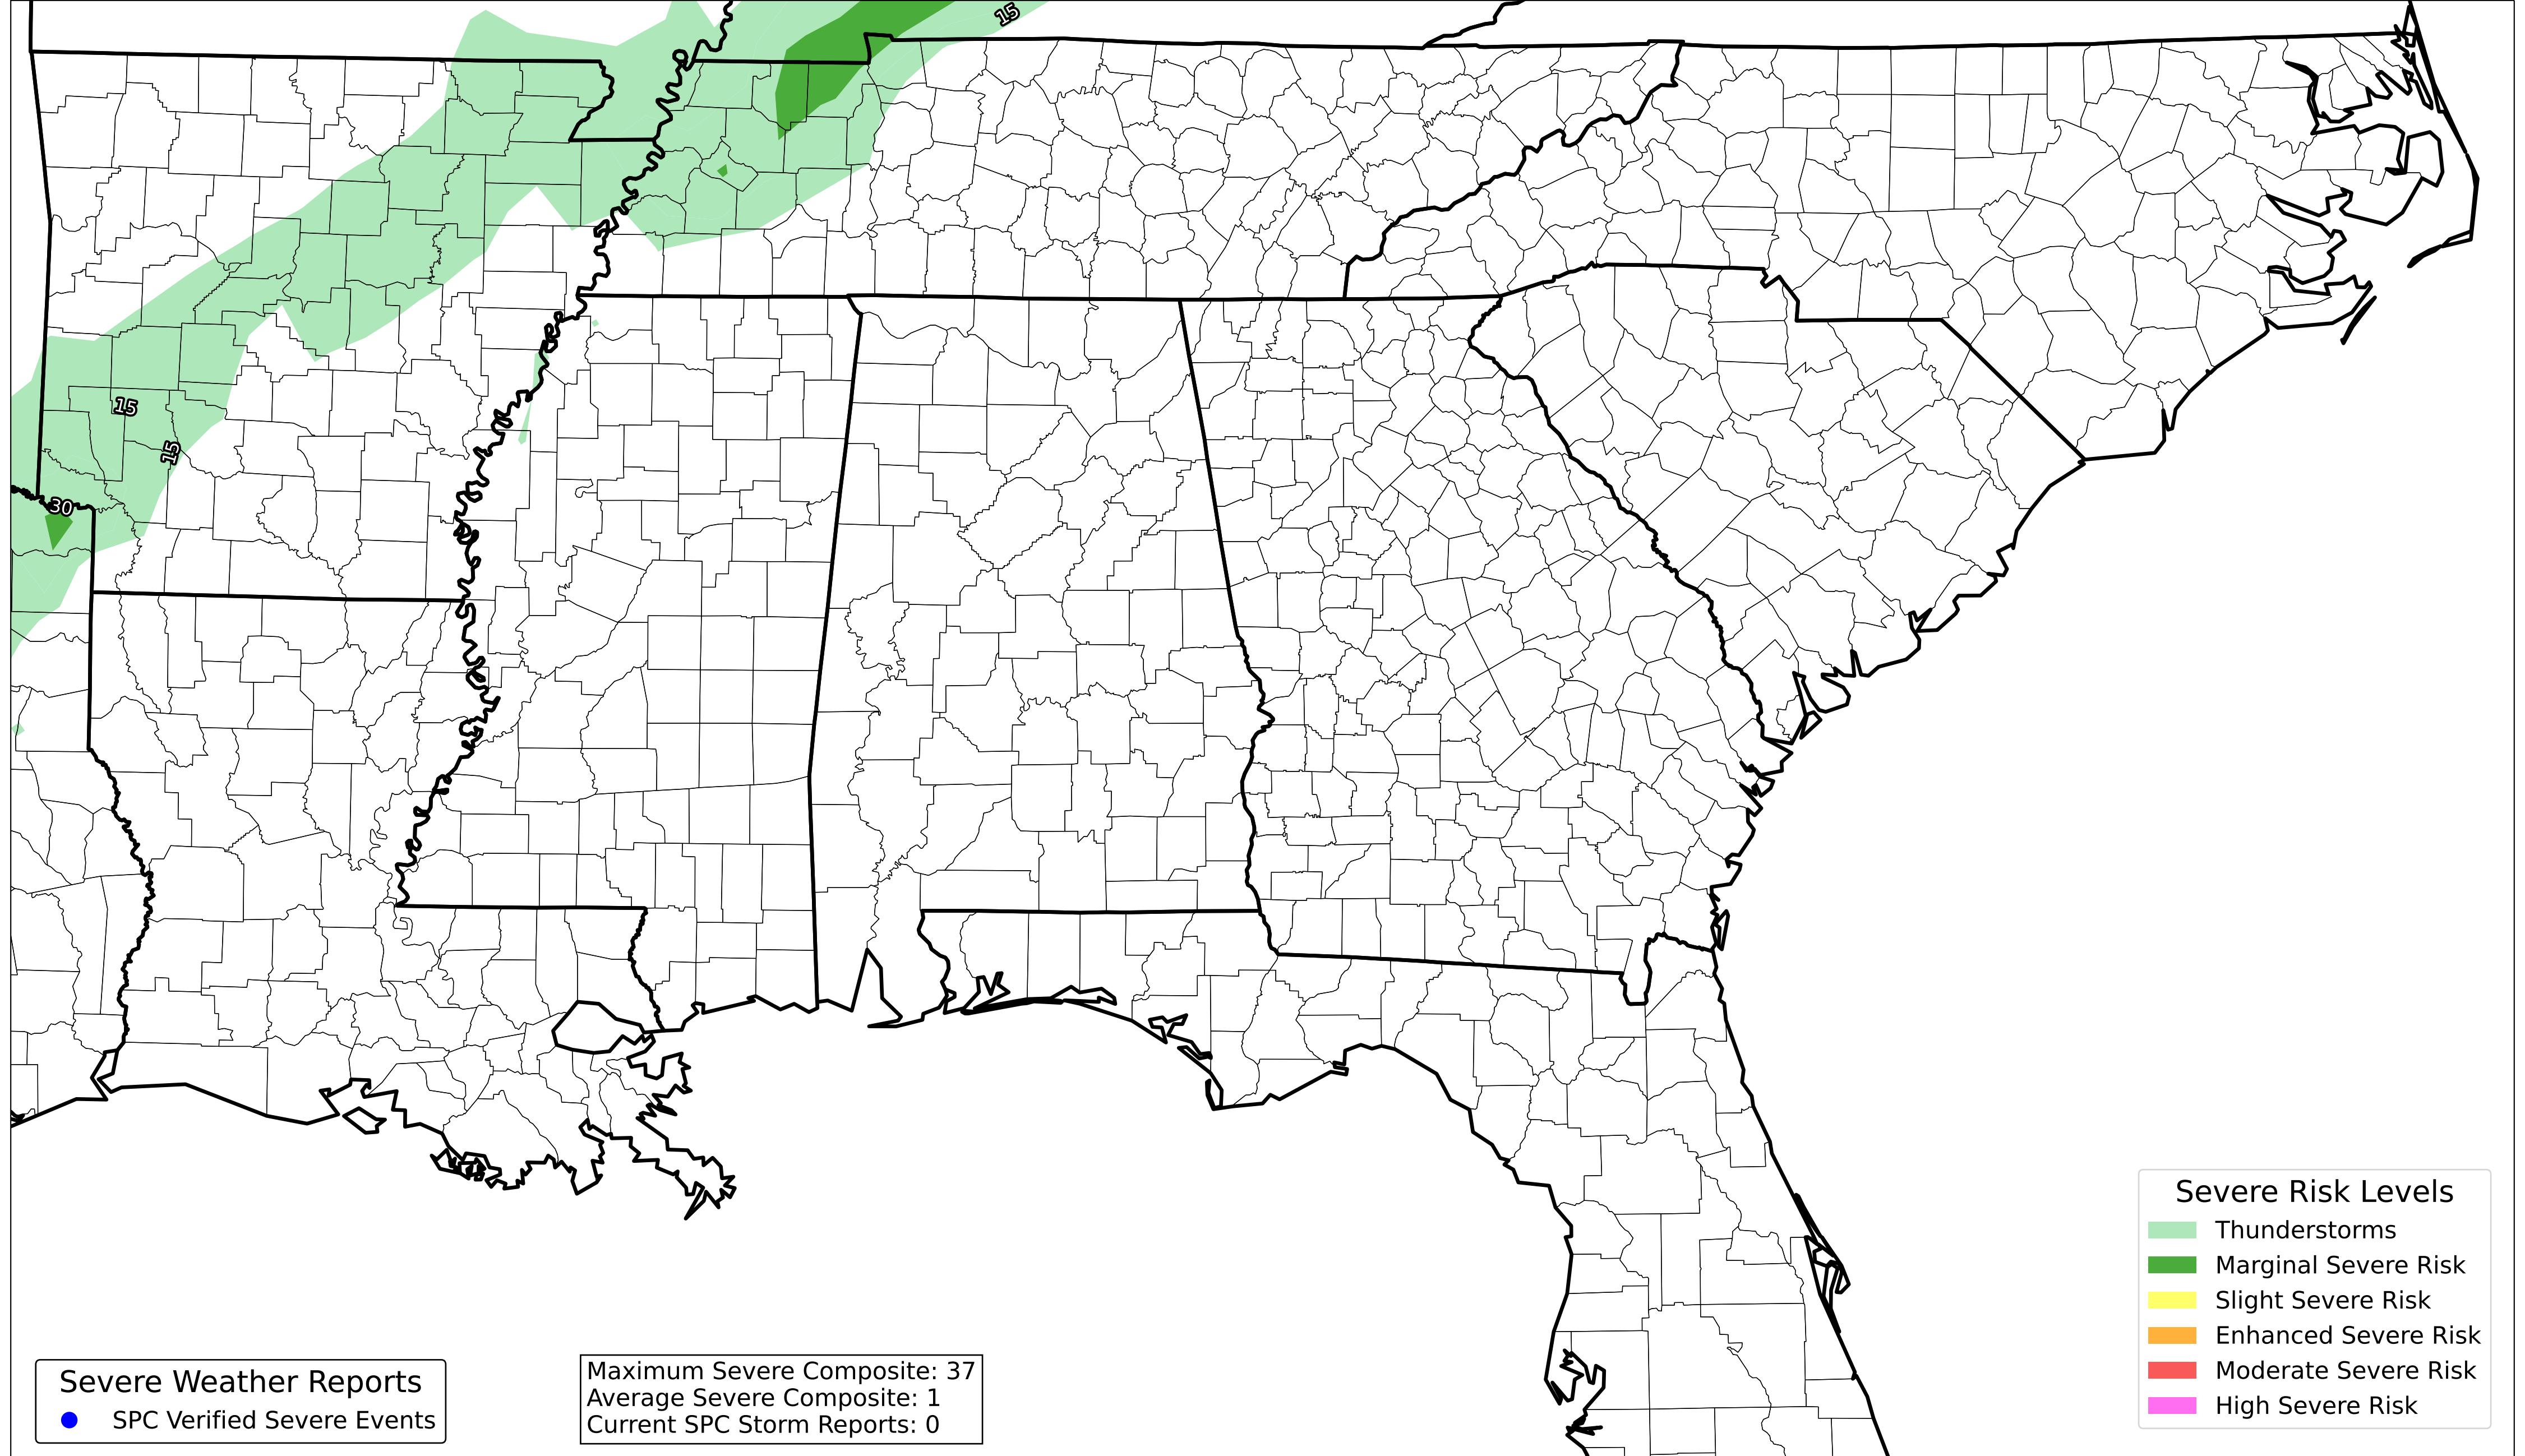 15
15
15
30
Severe Risk Levels
Thunderstorms
Marginal Severe Risk
Slight Severe Risk
Enhanced Severe Risk
Moderate Severe Risk
High Severe Risk
Severe Weather Reports
SPC Verified Severe Events
Maximum Severe Composite: 37
Average Severe Composite: 1
Current SPC Storm Reports: 0